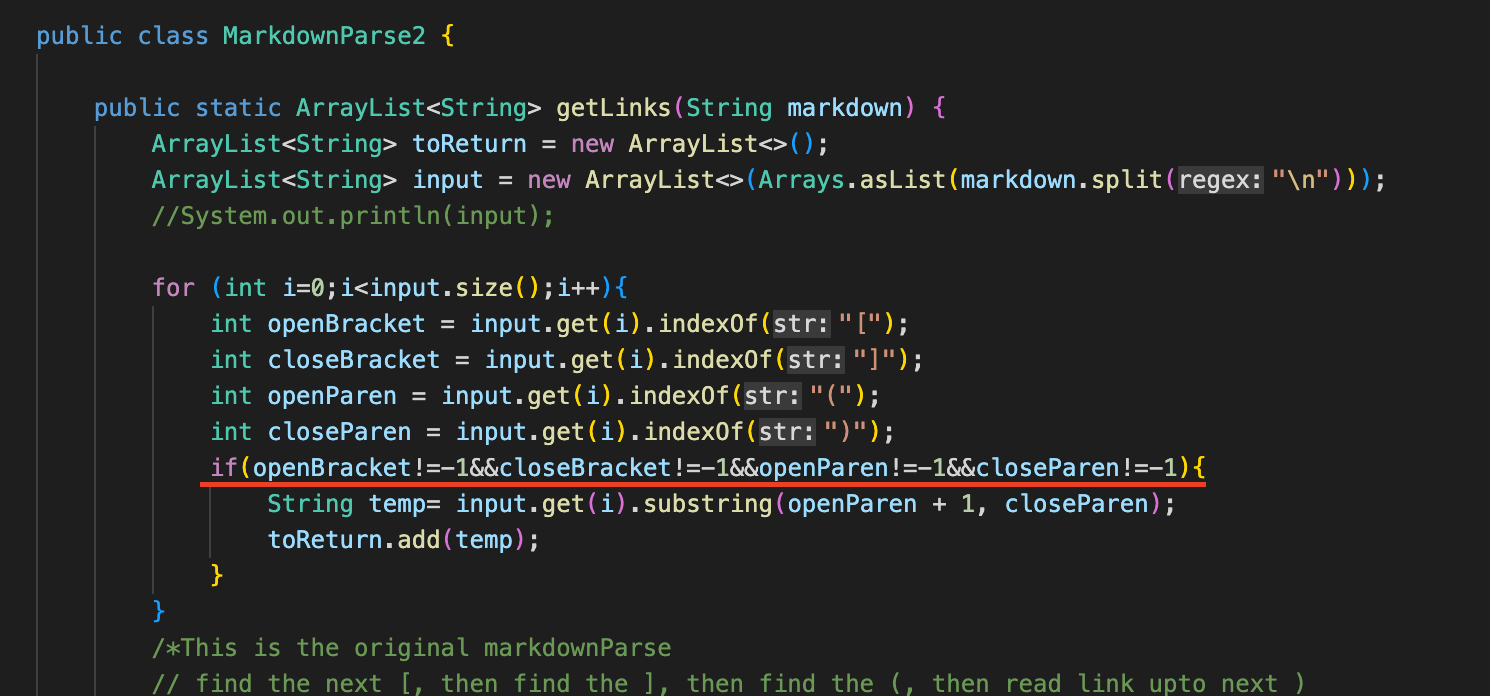 public class MarkdownParse2 {
public static ArrayList<String> getLinks(String markdown) {
ArrayList<String> toReturn = new ArrayList<>();
ArrayList<String> input = new ArrayList<>(Arrays.asList(markdown.split(regex:"\n")));
//System.out.println(input);
for (int i=0;i<input.size();i++){
int openBracket = input.get(i).indexOf(str:"[");
int closeBracket = input.get(i).indexOf(str:"]");
int openParen = input.get(i).indexOf(str:"(");
int closeParen = input.get(i).indexOf(str:")");
if(openBracket!=-1&&closeBracket!=-1&&openParen!=-1&&closeParen!=-1){
String temp= input.get(i).substring(openParen + 1, closeParen);
toReturn.add(temp);
}
}
/*This is the original markdownParse
// find the next [, then find the ], then find the (, then read link upto next )